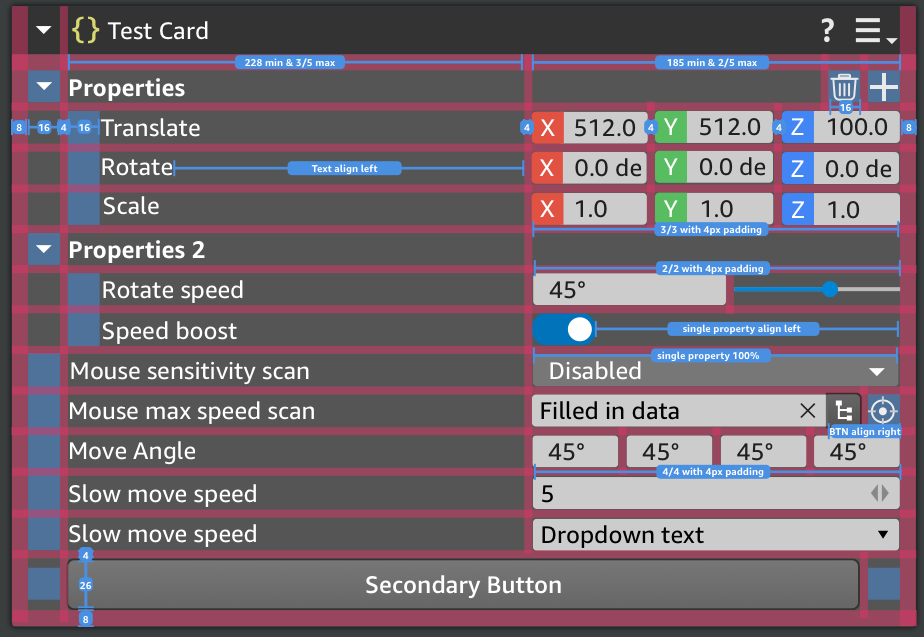 {} Test Card ?
228 min & 3/5 max 185 min & 2/5 max
Properties
16
8 16 4 16 Translate 4 X 512.0 4 Y 512.0 4 Z 100.0 8
Rotate Text align left X 0.0 de Y 0.0 de Z 0.0 de
Scale X 1.0 Y 1.0 Z 1.0
3/3 with 4px padding
Properties 2
2/2 with 4px padding
Rotate speed 45°
Speed boost single property align left
single property 100%
Mouse sensitivity scan Disabled
Mouse max speed scan Filled in data
BTN align right
Move Angle 45° 45° 45° 45°
4/4 with 4px padding
Slow move speed 5
Slow move speed Dropdown text
4
26 Secondary Button
8